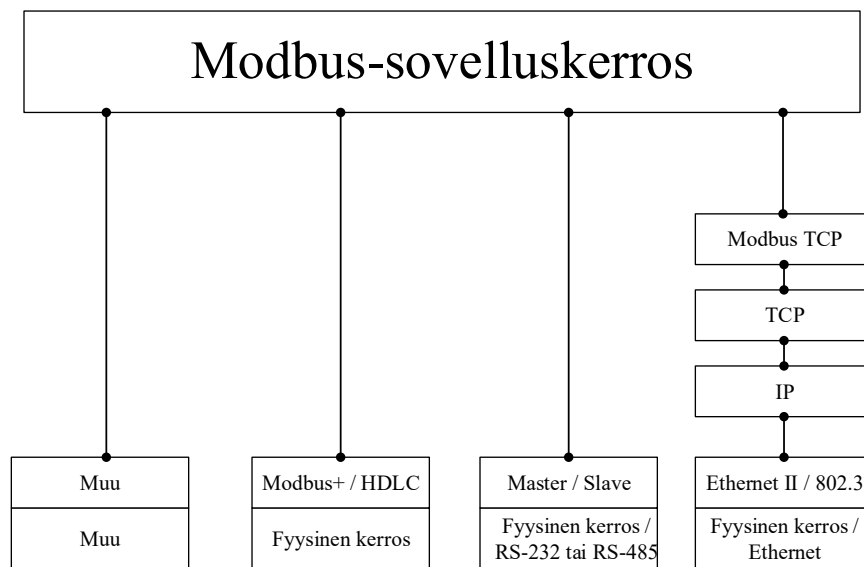 Modbus-sovelluskerros
Modbus TCP
TCP
IP
Muu
Modbus+ / HDLC
Master / Slave
Ethernet II / 802.3
Muu
Fyysinen kerros
Fyysinen kerros /
RS-232 tai RS-485
Fyysinen kerros /
Ethernet